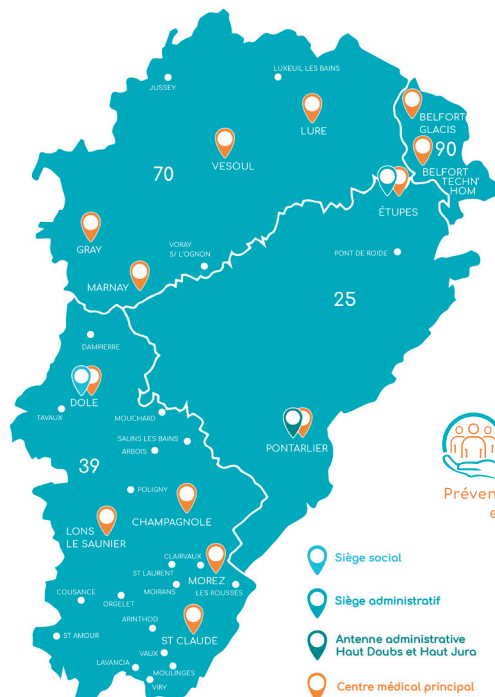 LUXEUIL LES BAINS
JUSSEY
LURE
BELFORT
GLACIS
90
BELFORT
TECHN'
HOM
VESOUL
70
ÉTUPES
GRAY
VORAY
S/ L'OGNON
PONT DE ROIDE
MARNAY
25
DAMPIERRE
DOLE
TAVAUX
MOUCHARD
SALINS LES BAINS
ARBOIS
PONTARLIER
39
POLIGNY
CHAMPAGNOLE
LONS
LE SAUNIER
CLAIRVAUX
ST LAURENT
MOREZ
MOIRANS
LES ROUSSES
COUSANCE
ORGELET
ARINTHOD
ST AMOUR
ST CLAUDE
VAUX
LAVANCIA
MOULINGES
VIRY
Préven
e
Siège social
Siège administratif
Antenne administrative
Haut Doubs et Haut Jura
Centre médical principal